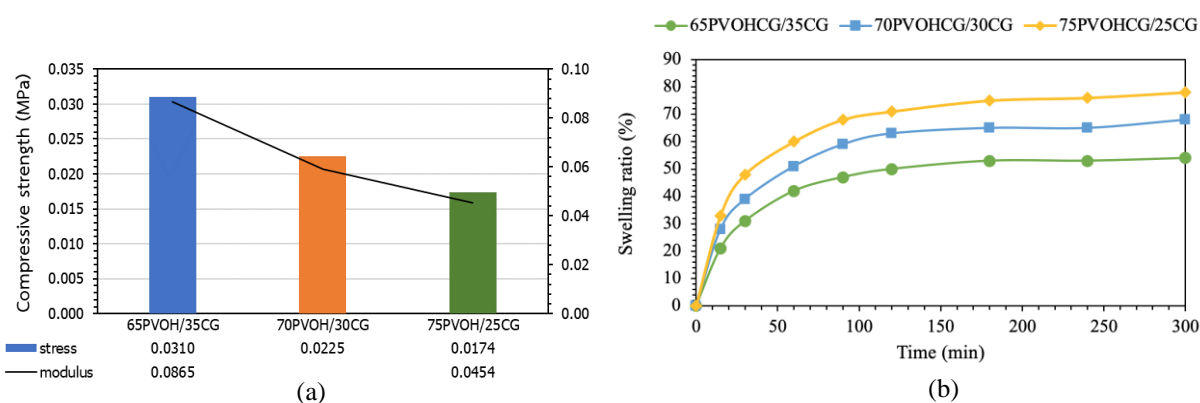 0.035
0.030
0.025
0.020
0.015
0.010
0.005
0.000
Compressive strength (MPa)
0.10
0.08
0.06
0.04
0.02
0.00
65PVOH/35CG 70PVOH/30CG 75PVOH/25CG
stress 0.0310 0.0225 0.0174
modulus 0.0865 0.0454
(a)
65PVOHCG/35CG 70PVOHCG/30CG 75PVOHCG/25CG
90
80
70
60
50
40
30
20
10
0
Swelling ratio (%)
0 50 100 150 200 250 300
Time (min)
(b)